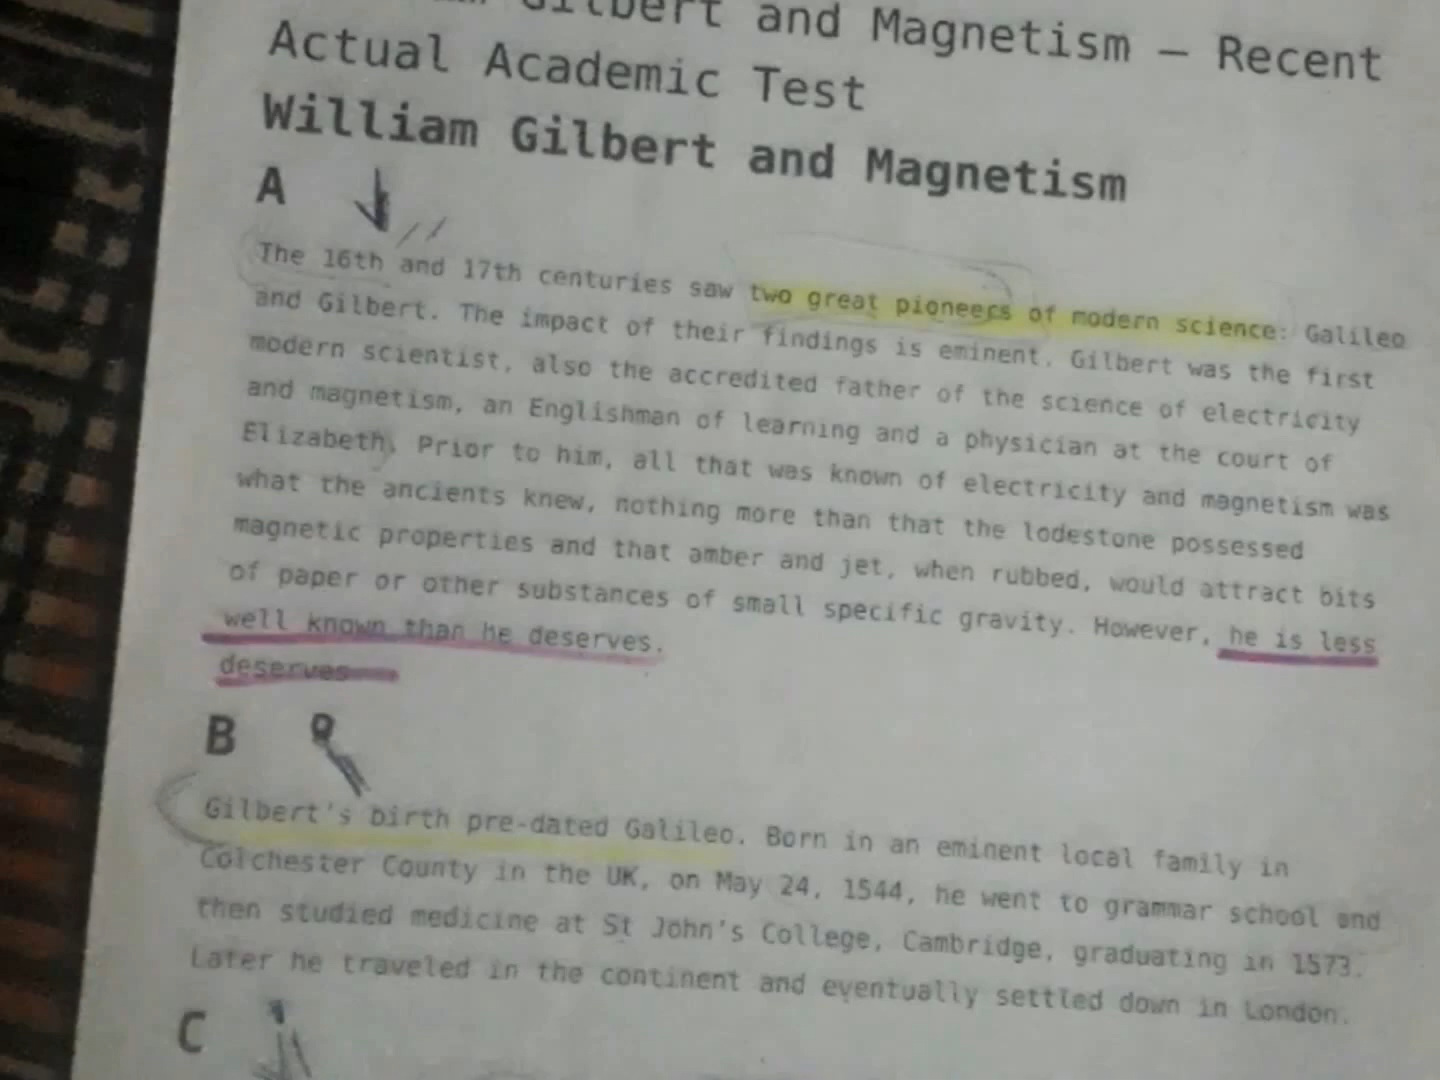 Gilbert and Magnetism – Recent
Actual Academic Test
William Gilbert and Magnetism
A
The 16th and 17th centuries saw two great pioneers of modern science: Galileo
and Gilbert. The impact of their findings is eminent. Gilbert was the first
modern scientist, also the accredited father of the science of electricity
and magnetism, an Englishman of learning and a physician at the court of
Elizabeth. Prior to him, all that was known of electricity and magnetism was
what the ancients knew, nothing more than that the lodestone possessed
magnetic properties and that amber and jet, when rubbed, would attract bits
of paper or other substances of small specific gravity. However, he is less
well known than he deserves.
deserves
B
Gilbert's birth pre-dated Galileo. Born in an eminent local family in
Colchester County in the UK, on May 24, 1544, he went to grammar school and
then studied medicine at St John's College, Cambridge, graduating in 1573.
Later he traveled in the continent and eventually settled down in London.
C